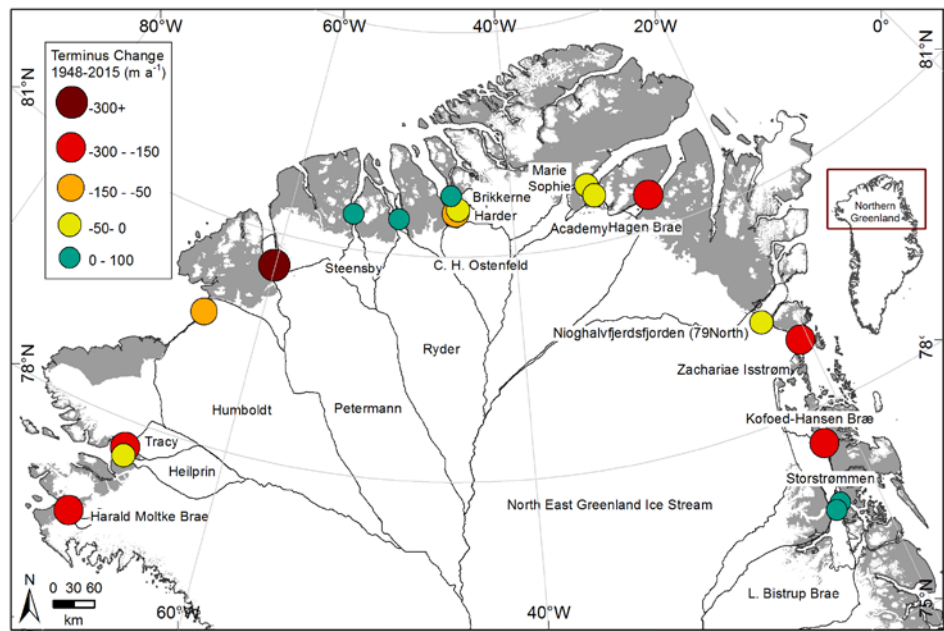 80°W
60°W
40°W
20°W
0°
81°N
81°N
Terminus Change
1948-2015 (m a⁻¹)
-300+
-300 - -150
-150 - -50
-50- 0
0 - 100
Northern
Greenland
Marie
Sophie
Brikkerne
Harder
Academy
Hagen Brae
Steensby
C. H. Ostenfeld
Nioghalvfjerdsfjorden (79North)
78°N
78°N
Ryder
Zachariae Isstrøm
Humboldt
Petermann
Kofoed-Hansen Bræ
Tracy
Heilprin
Storstrømmen
North East Greenland Ice Stream
Harald Moltke Brae
N
0 30 60
km
L. Bistrup Brae
75°N
60°W
40°W